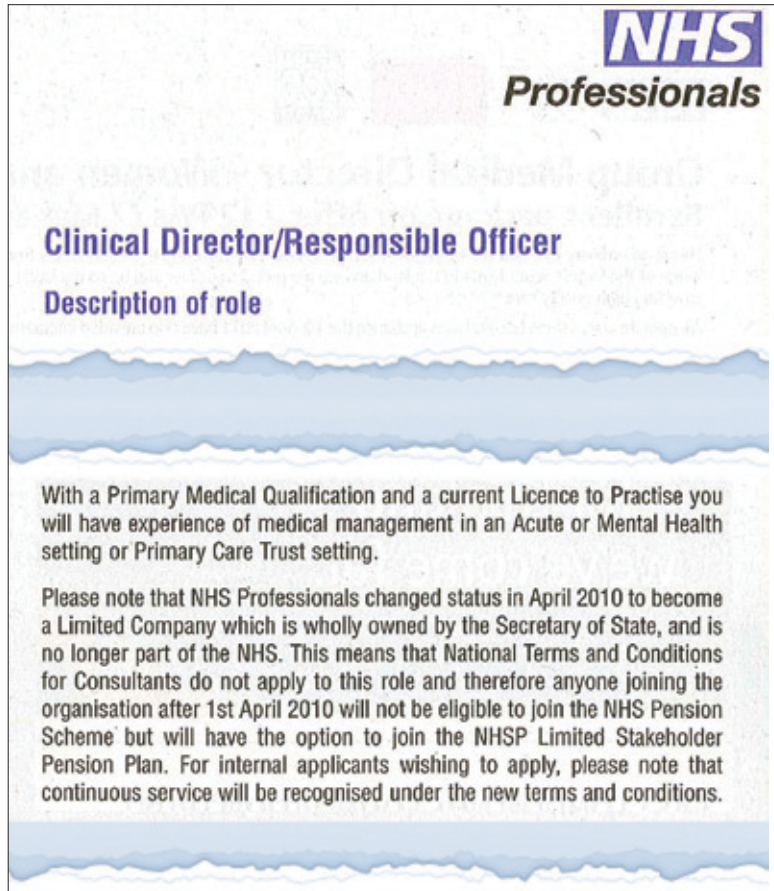 NHS
Professionals
Clinical Director/Responsible Officer
Description of role
With a Primary Medical Qualification and a current Licence to Practise you
will have experience of medical management in an Acute or Mental Health
setting or Primary Care Trust setting.
Please note that NHS Professionals changed status in April 2010 to become
a Limited Company which is wholly owned by the Secretary of State, and is
no longer part of the NHS. This means that National Terms and Conditions
for Consultants do not apply to this role and therefore anyone joining the
organisation after 1st April 2010 will not be eligible to join the NHS Pension
Scheme but will have the option to join the NHSP Limited Stakeholder
Pension Plan. For internal applicants wishing to apply, please note that
continuous service will be recognised under the new terms and conditions.